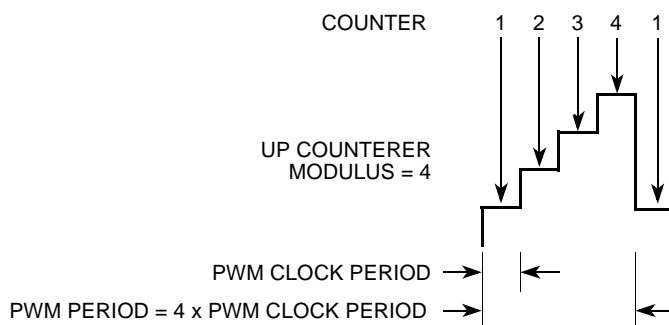 COUNTER 1 2 3 4 1
UP COUNTERER
MODULUS = 4
PWM CLOCK PERIOD
PWM PERIOD = 4 x PWM CLOCK PERIOD